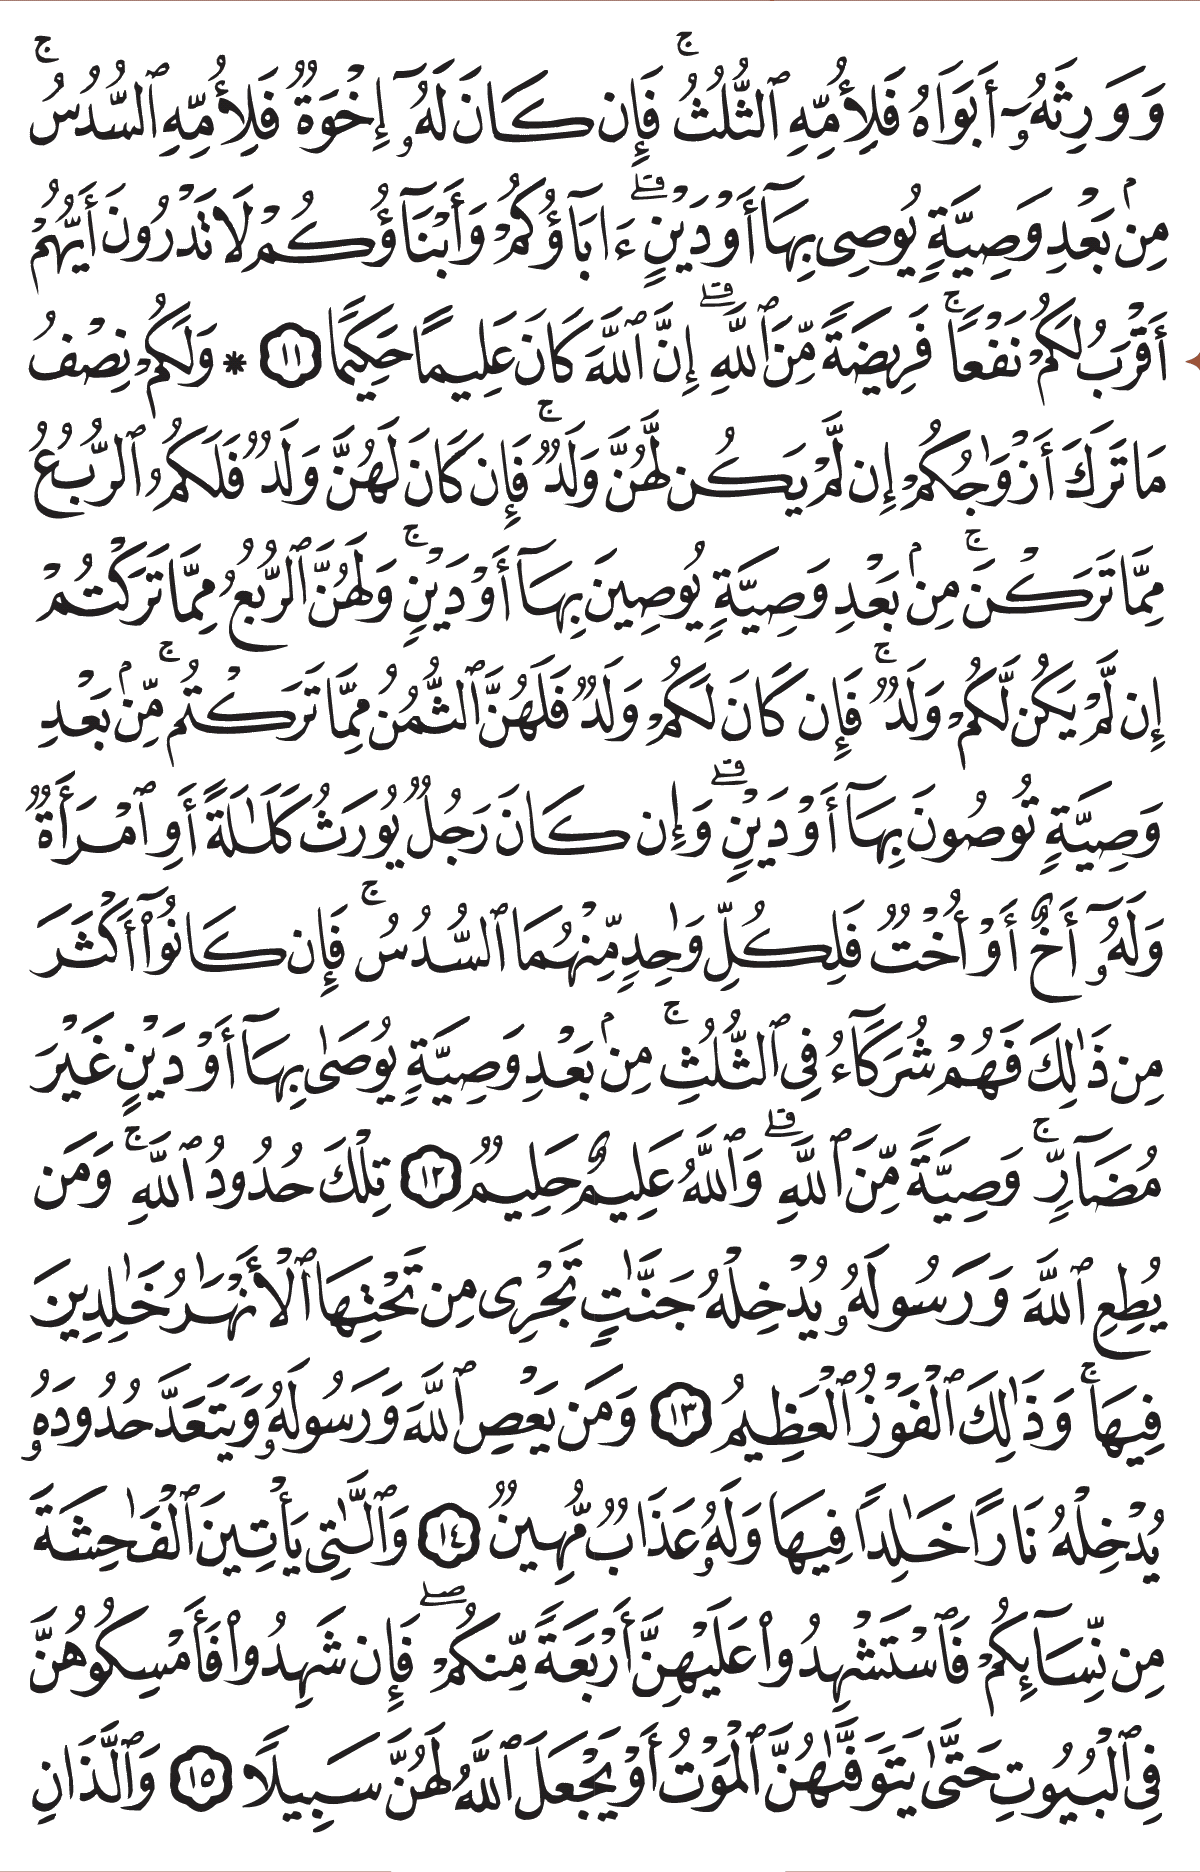 وَوَرِثَهُۥٓ أَبَوَاهُ فَلِأُمِّهِ ٱلثُّلُثُ ۚ فَإِن كَانَ لَهُۥٓ إِخْوَةٌ فَلِأُمِّهِ ٱلسُّدُسُ ۚ
مِنۢ بَعْدِ وَصِيَّةٍ يُوصِى بِهَآ أَوْ دَيْنٍ ۗ ءَابَآؤُكُمْ وَأَبْنَآؤُكُمْ لَا تَدْرُونَ أَيُّهُمْ
أَقْرَبُ لَكُمْ نَفْعًا ۚ فَرِيضَةً مِّنَ ٱللَّهِ ۗ إِنَّ ٱللَّهَ كَانَ عَلِيمًا حَكِيمًا ١١ * وَلَكُمْ نِصْفُ
مَا تَرَكَ أَزْوَٰجُكُمْ إِن لَّمْ يَكُن لَّهُنَّ وَلَدٌ ۚ فَإِن كَانَ لَهُنَّ وَلَدٌ فَلَكُمُ ٱلرُّبُعُ
مِمَّا تَرَكْنَ ۚ مِنۢ بَعْدِ وَصِيَّةٍ يُوصِينَ بِهَآ أَوْ دَيْنٍ ۚ وَلَهُنَّ ٱلرُّبُعُ مِمَّا تَرَكْتُمْ
إِن لَّمْ يَكُن لَّكُمْ وَلَدٌ ۚ فَإِن كَانَ لَكُمْ وَلَدٌ فَلَهُنَّ ٱلثُّمُنُ مِمَّا تَرَكْتُم ۚ مِّنۢ بَعْدِ
وَصِيَّةٍ تُوصُونَ بِهَآ أَوْ دَيْنٍ ۗ وَإِن كَانَ رَجُلٌ يُورَثُ كَلَٰلَةً أَوِ ٱمْرَأَةٌ
وَلَهُۥٓ أَخٌ أَوْ أُخْتٌ فَلِكُلِّ وَٰحِدٍ مِّنْهُمَا ٱلسُّدُسُ ۚ فَإِن كَانُوٓا۟ أَكْثَرَ
مِن ذَٰلِكَ فَهُمْ شُرَكَآءُ فِى ٱلثُّلُثِ ۚ مِنۢ بَعْدِ وَصِيَّةٍ يُوصَىٰ بِهَآ أَوْ دَيْنٍ غَيْرَ
مُضَآرٍّ ۚ وَصِيَّةً مِّنَ ٱللَّهِ ۗ وَٱللَّهُ عَلِيمٌ حَلِيمٌ ١٢ تِلْكَ حُدُودُ ٱللَّهِ ۚ وَمَن
يُطِعِ ٱللَّهَ وَرَسُولَهُۥ يُدْخِلْهُ جَنَّٰتٍ تَجْرِى مِن تَحْتِهَا ٱلْأَنْهَٰرُ خَٰلِدِينَ
فِيهَا ۚ وَذَٰلِكَ ٱلْفَوْزُ ٱلْعَظِيمُ ١٣ وَمَن يَعْصِ ٱللَّهَ وَرَسُولَهُۥ وَيَتَعَدَّ حُدُودَهُۥ
يُدْخِلْهُ نَارًا خَٰلِدًا فِيهَا وَلَهُۥ عَذَابٌ مُّهِينٌ ١٤ وَٱلَّٰتِى يَأْتِينَ ٱلْفَٰحِشَةَ
مِن نِّسَآئِكُمْ فَٱسْتَشْهِدُوا۟ عَلَيْهِنَّ أَرْبَعَةً مِّنكُمْ ۖ فَإِن شَهِدُوا۟ فَأَمْسِكُوهُنَّ
فِى ٱلْبُيُوتِ حَتَّىٰ يَتَوَفَّىٰهُنَّ ٱلْمَوْتُ أَوْ يَجْعَلَ ٱللَّهُ لَهُنَّ سَبِيلًا ١٥ وَٱلَّذَانِ